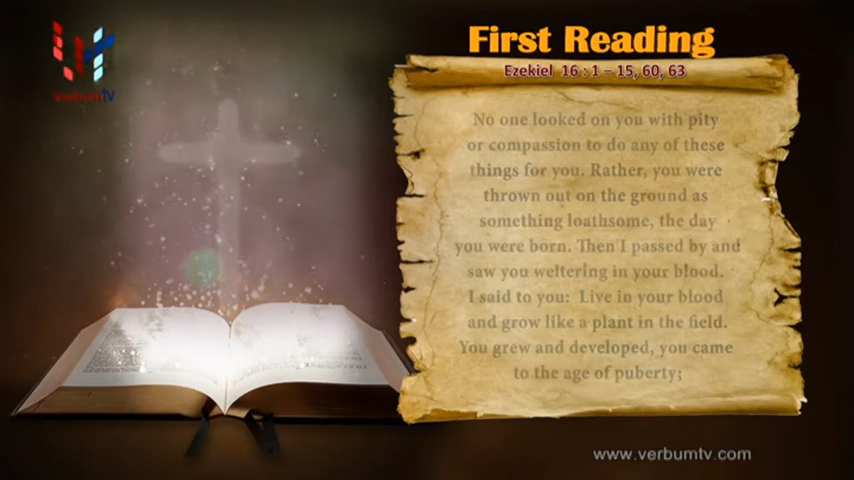 VerbumTV
First Reading
Ezekiel 16 : 1 – 15, 60, 63
No one looked on you with pity
or compassion to do any of these
things for you. Rather, you were
thrown out on the ground as
something loathsome, the day
you were born. Then I passed by and
saw you weltering in your blood.
I said to you: Live in your blood
and grow like a plant in the field.
You grew and developed, you came
to the age of puberty;
www.verbumtv.com